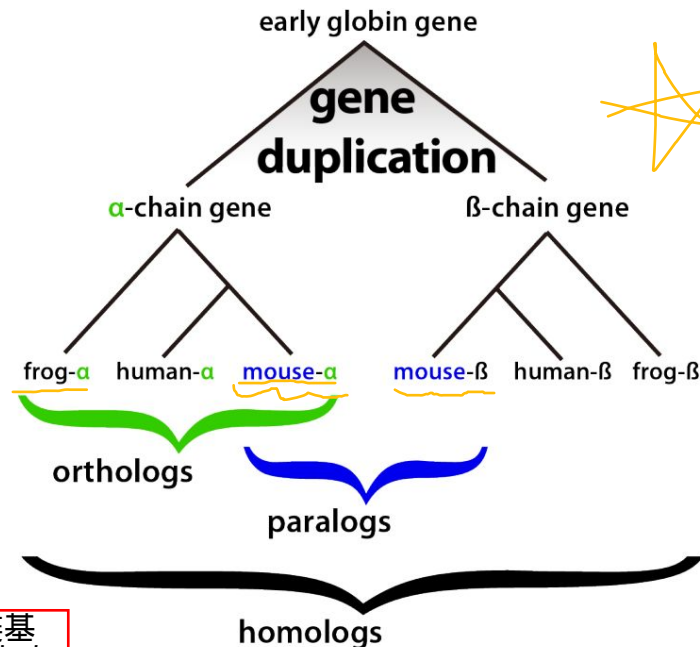 early globin gene
gene
duplication
α-chain gene
ß-chain gene
frog-α human-α mouse-α mouse-ß human-ß frog-ß
orthologs
paralogs
homologs
基